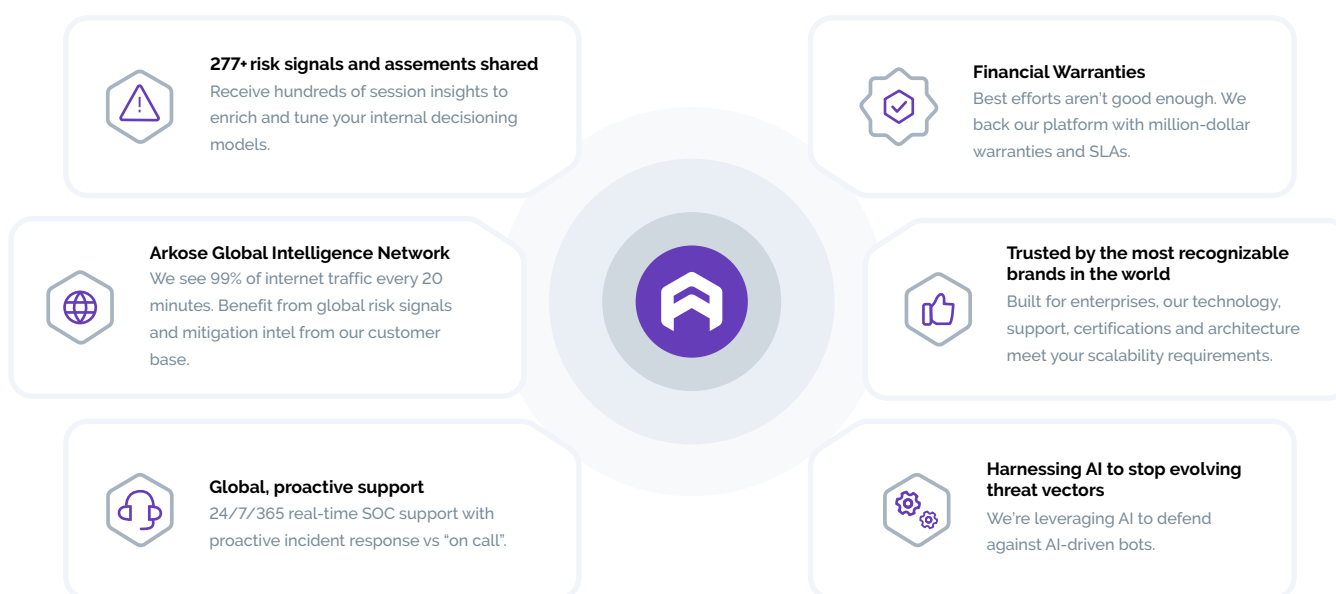 277+ risk signals and assements shared
Receive hundreds of session insights to
enrich and tune your internal decisioning
models.
Financial Warranties
Best efforts aren't good enough. We
back our platform with million-dollar
warranties and SLAs.
Arkose Global Intelligence Network
We see 99% of internet traffic every 20
minutes. Benefit from global risk signals
and mitigation intel from our customer
base.
Trusted by the most recognizable
brands in the world
Built for enterprises, our technology,
support, certifications and architecture
meet your scalability requirements.
Global, proactive support
24/7/365 real-time SOC support with
proactive incident response vs “on call”.
Harnessing AI to stop evolving
threat vectors
We're leveraging AI to defend
against AI-driven bots.